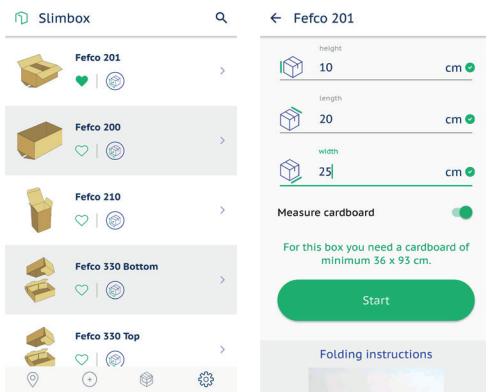 Slimbox
Fefco 201
Fefco 200
Fefco 210
Fefco 330 Bottom
Fefco 330 Top
Fefco 201
height
10 cm
length
20 cm
width
25 cm
Measure cardboard
For this box you need a cardboard of
minimum 36 x 93 cm.
Start
Folding instructions